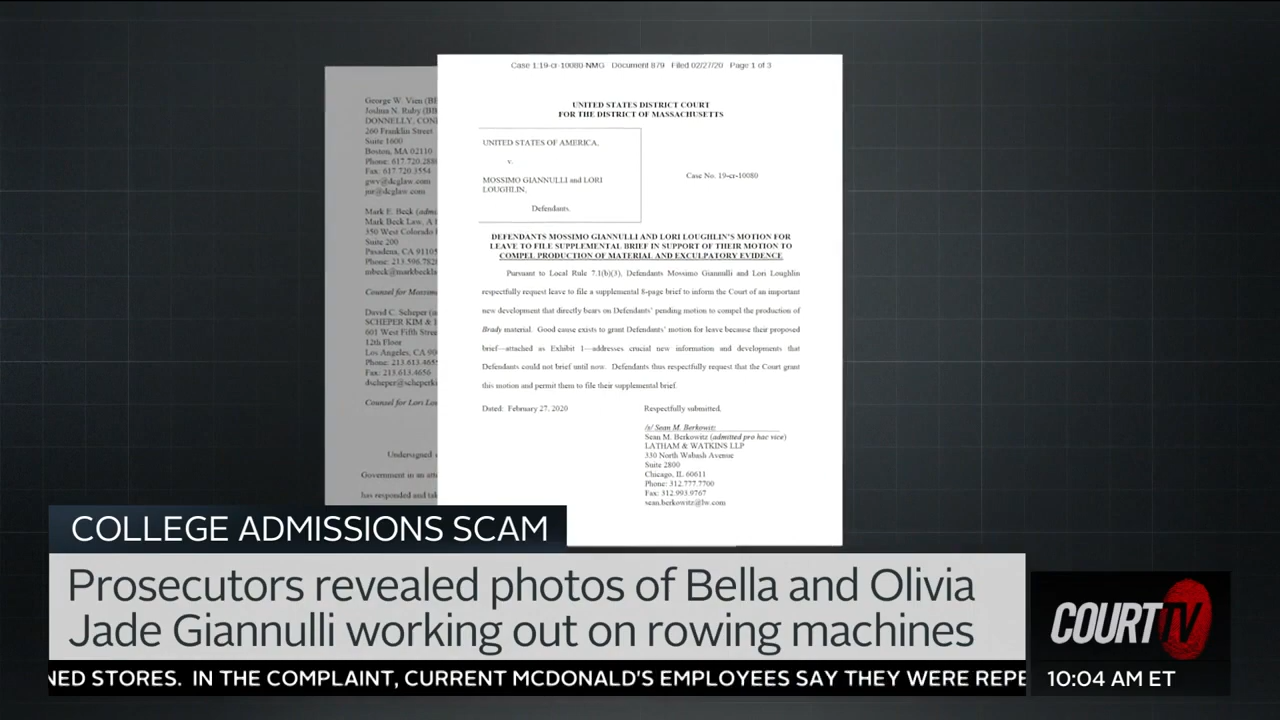 Case 1:19-cr-10080-NMG Document 879 Filed 02/27/20 Page 1 of 3
UNITED STATES DISTRICT COURT
FOR THE DISTRICT OF MASSACHUSETTS
UNITED STATES OF AMERICA,
v.
MOSSIMO GIANNULLI and LORI
LOUGHLIN,
Defendants.
Case No. 19-cr-10080
DEFENDANTS MOSSIMO GIANNULLI AND LORI LOUGHLIN'S MOTION FOR
LEAVE TO FILE SUPPLEMENTAL BRIEF IN SUPPORT OF THEIR MOTION TO
COMPEL PRODUCTION OF MATERIAL AND EXCULPATORY EVIDENCE
Pursuant to Local Rule 7.1(b)(3), Defendants Mossimo Giannulli and Lori Loughlin
respectfully request leave to file a supplemental 8-page brief to inform the Court of an important
new development that directly bears on Defendants' pending motion to compel the production of
Brady material. Good cause exists to grant Defendants' motion for leave because their proposed
brief—attached as Exhibit 1—addresses crucial new information and developments that
Defendants could not brief until now. Defendants thus respectfully request that the Court grant
this motion and permit them to file their supplemental brief.
Dated: February 27, 2020
Respectfully submitted,
/s/ Sean M. Berkowitz
Sean M. Berkowitz (admitted pro hac vice)
LATHAM & WATKINS LLP
330 North Wabash Avenue
Suite 2800
Chicago, IL 60611
Phone: 312.777.7700
Fax: 312.993.9767
sean.berkowitz@lw.com
George W. Vien
Joshua N. Ruby
DONNELLY,
260 Franklin Street
Suite 1600
Boston, MA 02110
Phone: 617.720.
Fax: 617.720.3554
gwv@dcglaw.com
jnr@dcglaw.com
Mark E. Beck
Mark Beck Law, A
350 West Colorado
Suite 200
Pasadena, CA 91105
Phone: 213.596.
Counsel for
David C. Scheper
SCHEPER KIM &
601 West Fifth
12th Floor
Los Angeles, CA
Phone: 213.613.
Fax: 213.613.4656
Counsel for Lori
Undersigned
Government in an
has responded and
COLLEGE ADMISSIONS SCAM
Prosecutors revealed photos of Bella and Olivia
Jade Giannulli working out on rowing machines
COURT TV
NED STORES. IN THE COMPLAINT, CURRENT MCDONALD'S EMPLOYEES SAY THEY WERE REPE
10:04 AM ET